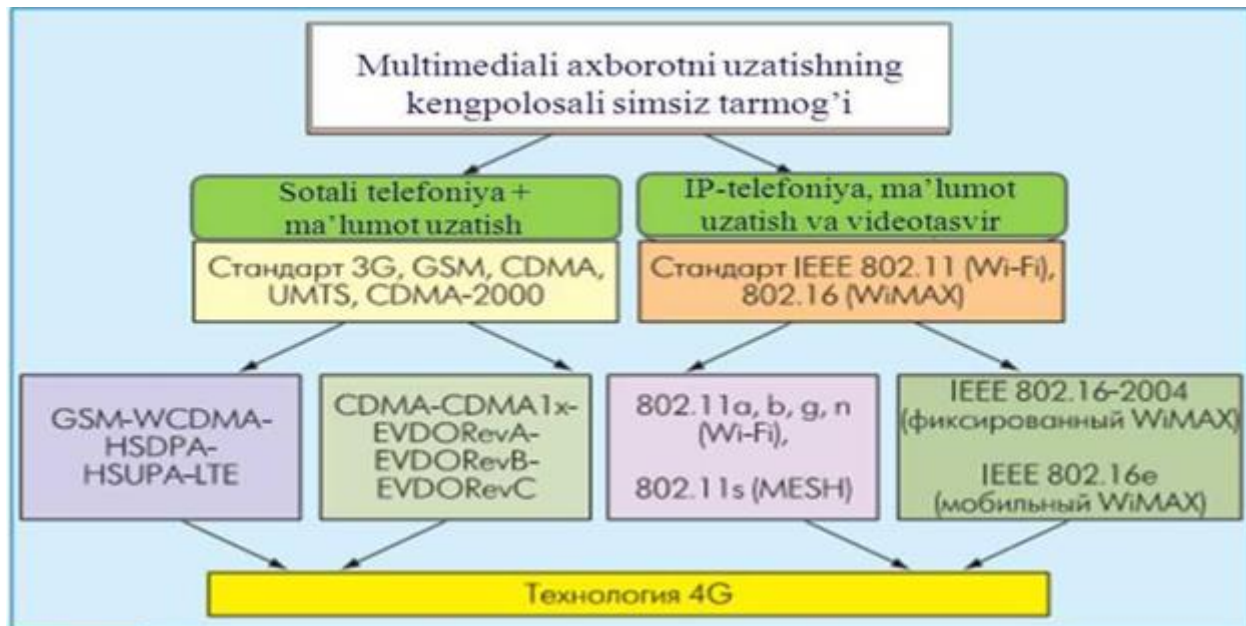 Multimediali axborotni uzatishning
kengpolosali simsiz tarmog'i
Sotali telefoniya +
ma'lumot uzatish
IP-telefoniya, ma'lumot
uzatish va videotasvir
Стандарт 3G, GSM, CDMA,
UMTS, CDMA-2000
Стандарт IEEE 802.11 (Wi-Fi),
802.16 (WiMAX)
GSM-WCDMA-
HSDPA-
HSUPA-LTE
CDMA-CDMA1x-
EVDORevA-
EVDORevB-
EVDORevC
802.11a, b, g, n
(Wi-Fi),
802.11s (MESH)
IEEE 802.16-2004
(фиксированный WiMAX)
IEEE 802.16e
(мобильный WiMAX)
Технология 4G